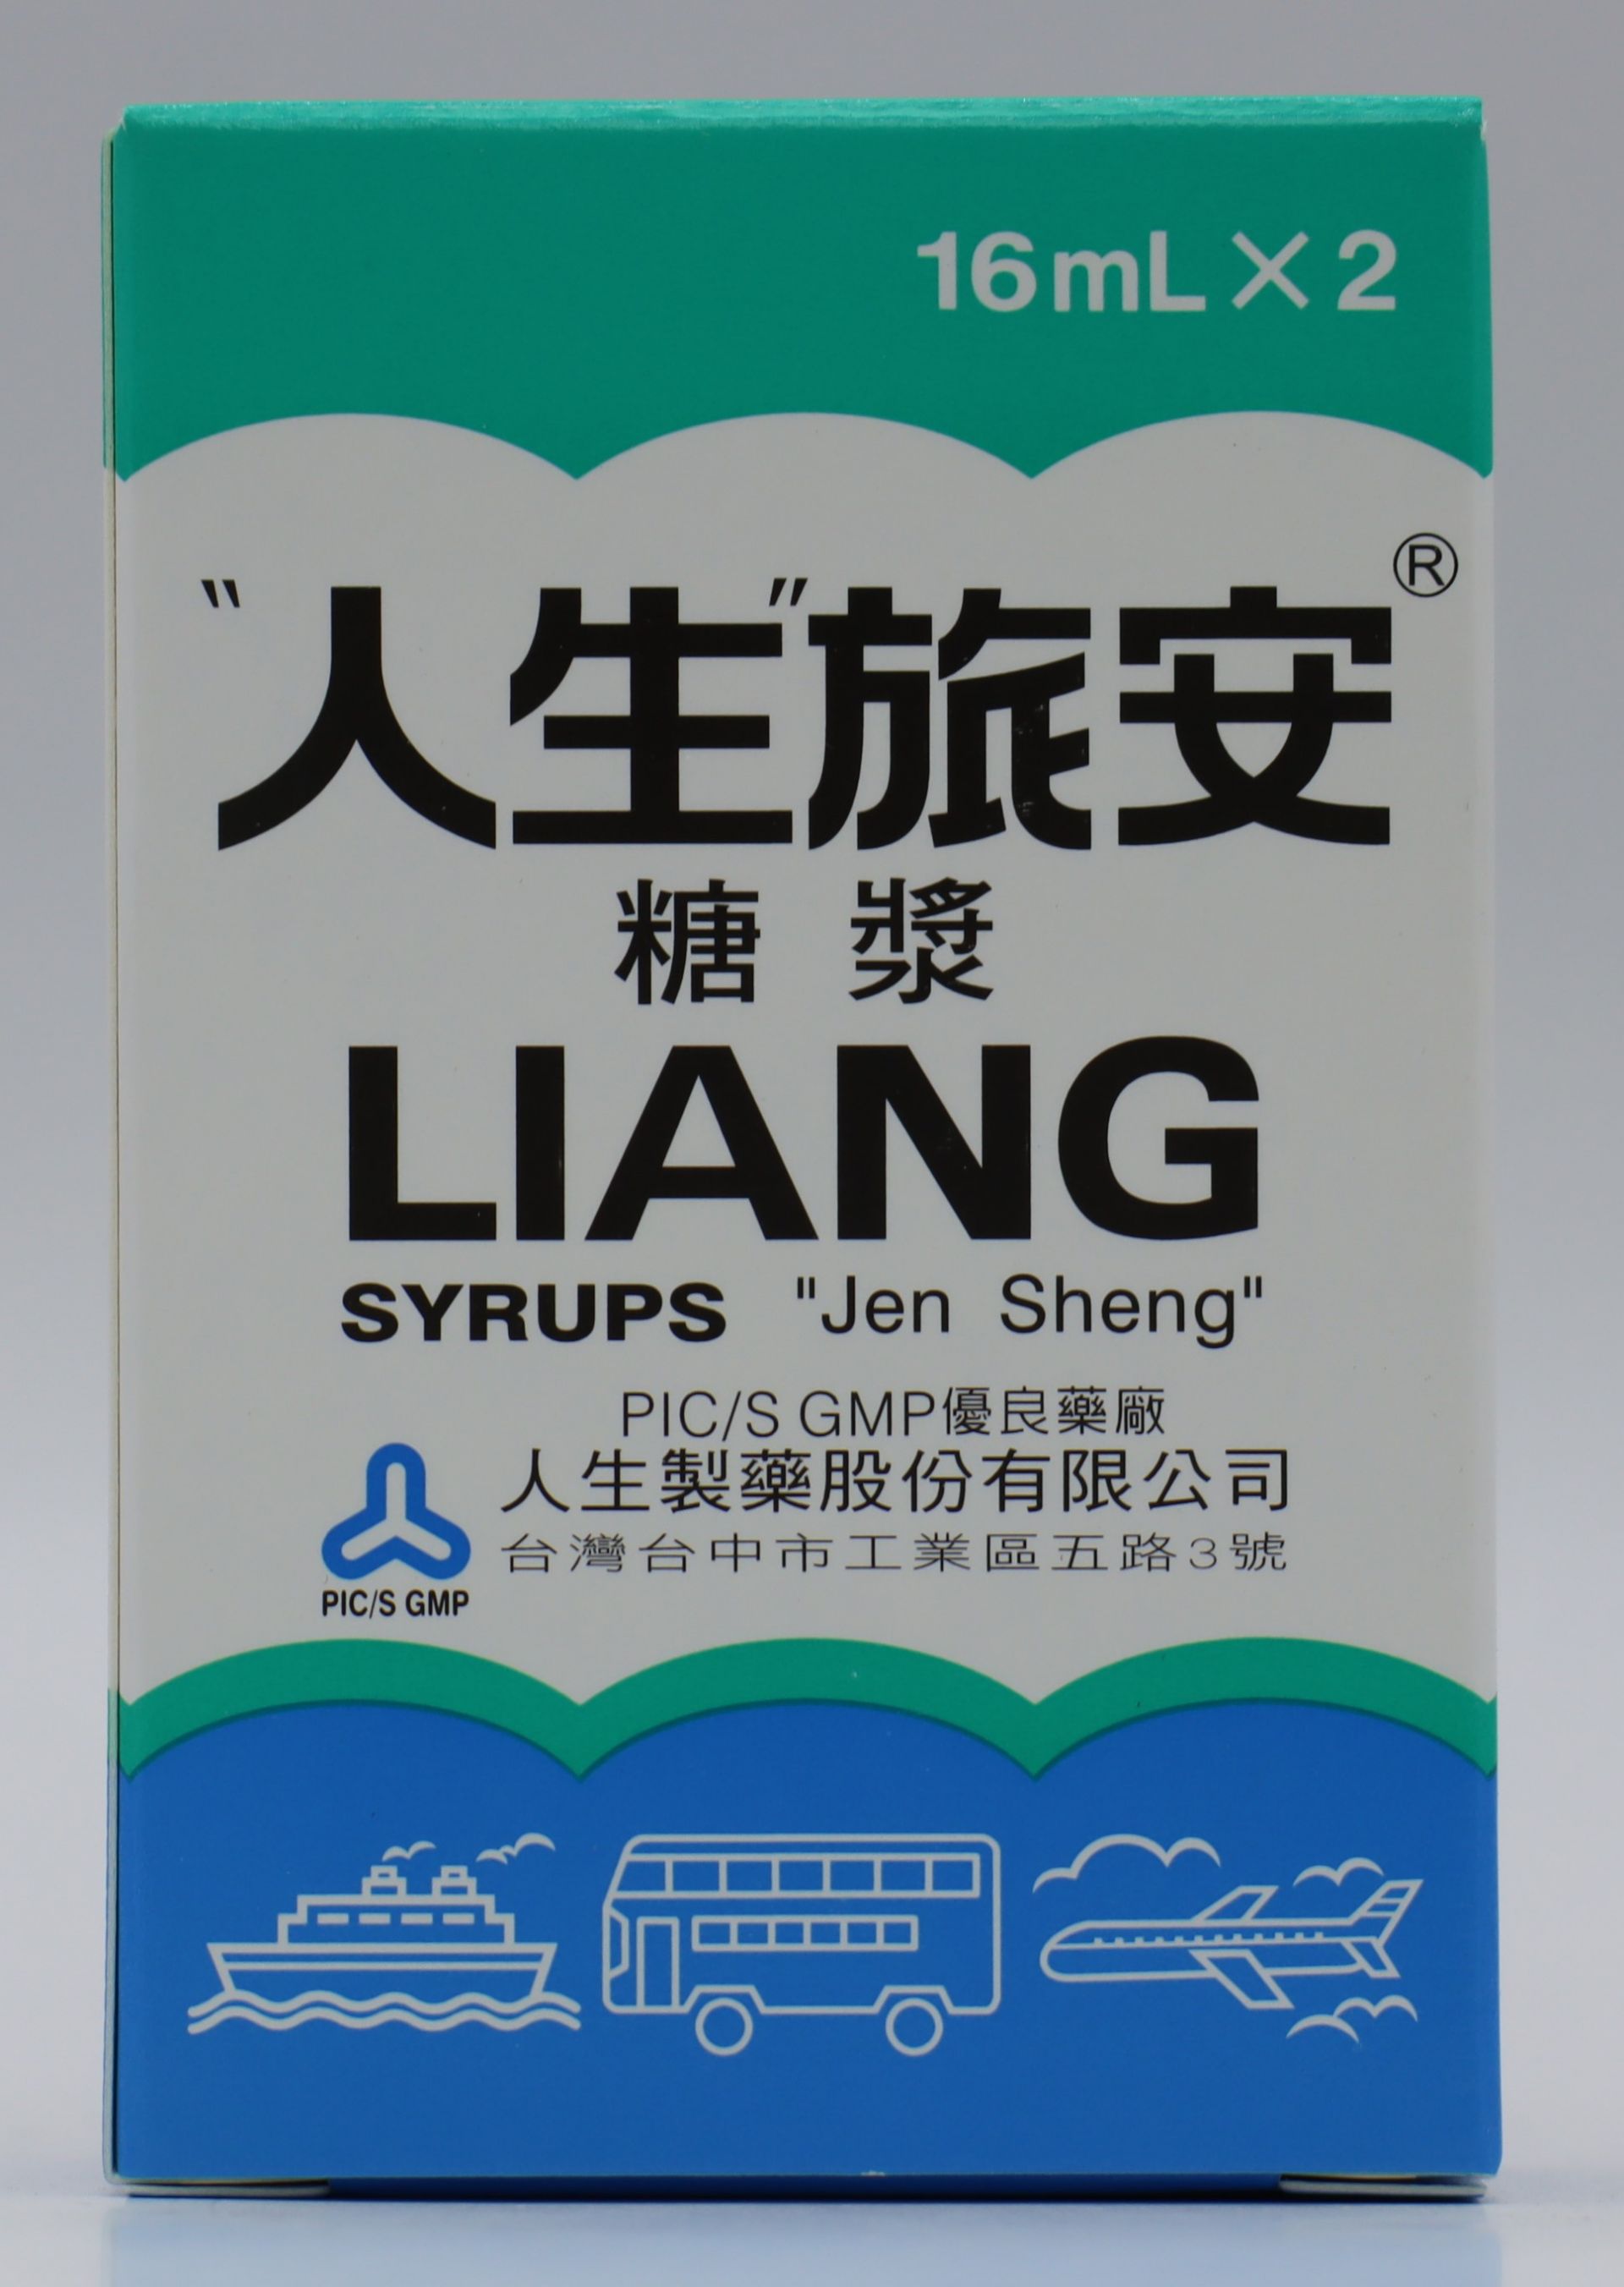 16mL×2
"人生"旅安®
糖漿
LIANG
SYRUPS "Jen Sheng"
PIC/S GMP優良藥廠
人生製藥股份有限公司
台灣台中市工業區五路3號
PIC/S GMP